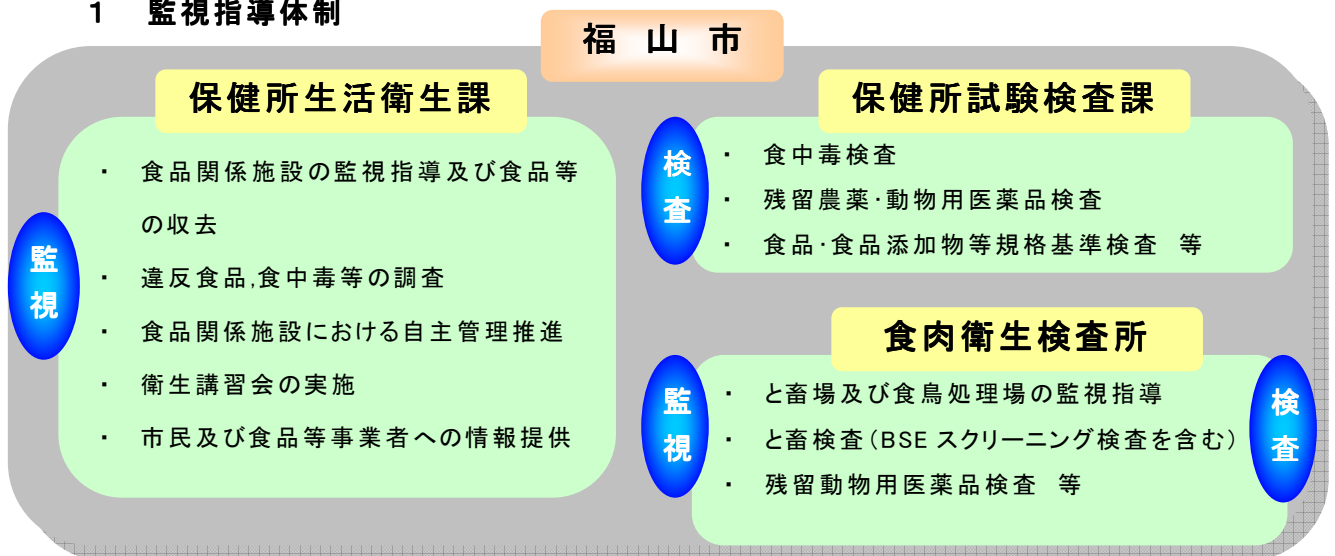 1 監視指導体制
福山市
保健所生活衛生課
監視
・ 食品関係施設の監視指導及び食品等
の収去
・ 違反食品,食中毒等の調査
・ 食品関係施設における自主管理推進
・ 衛生講習会の実施
・ 市民及び食品等事業者への情報提供
保健所試験検査課
検査
・ 食中毒検査
・ 残留農薬・動物用医薬品検査
・ 食品・食品添加物等規格基準検査 等
食肉衛生検査所
監視
・ と畜場及び食鳥処理場の監視指導
・ と畜検査(BSE スクリーニング検査を含む)
・ 残留動物用医薬品検査 等
検査